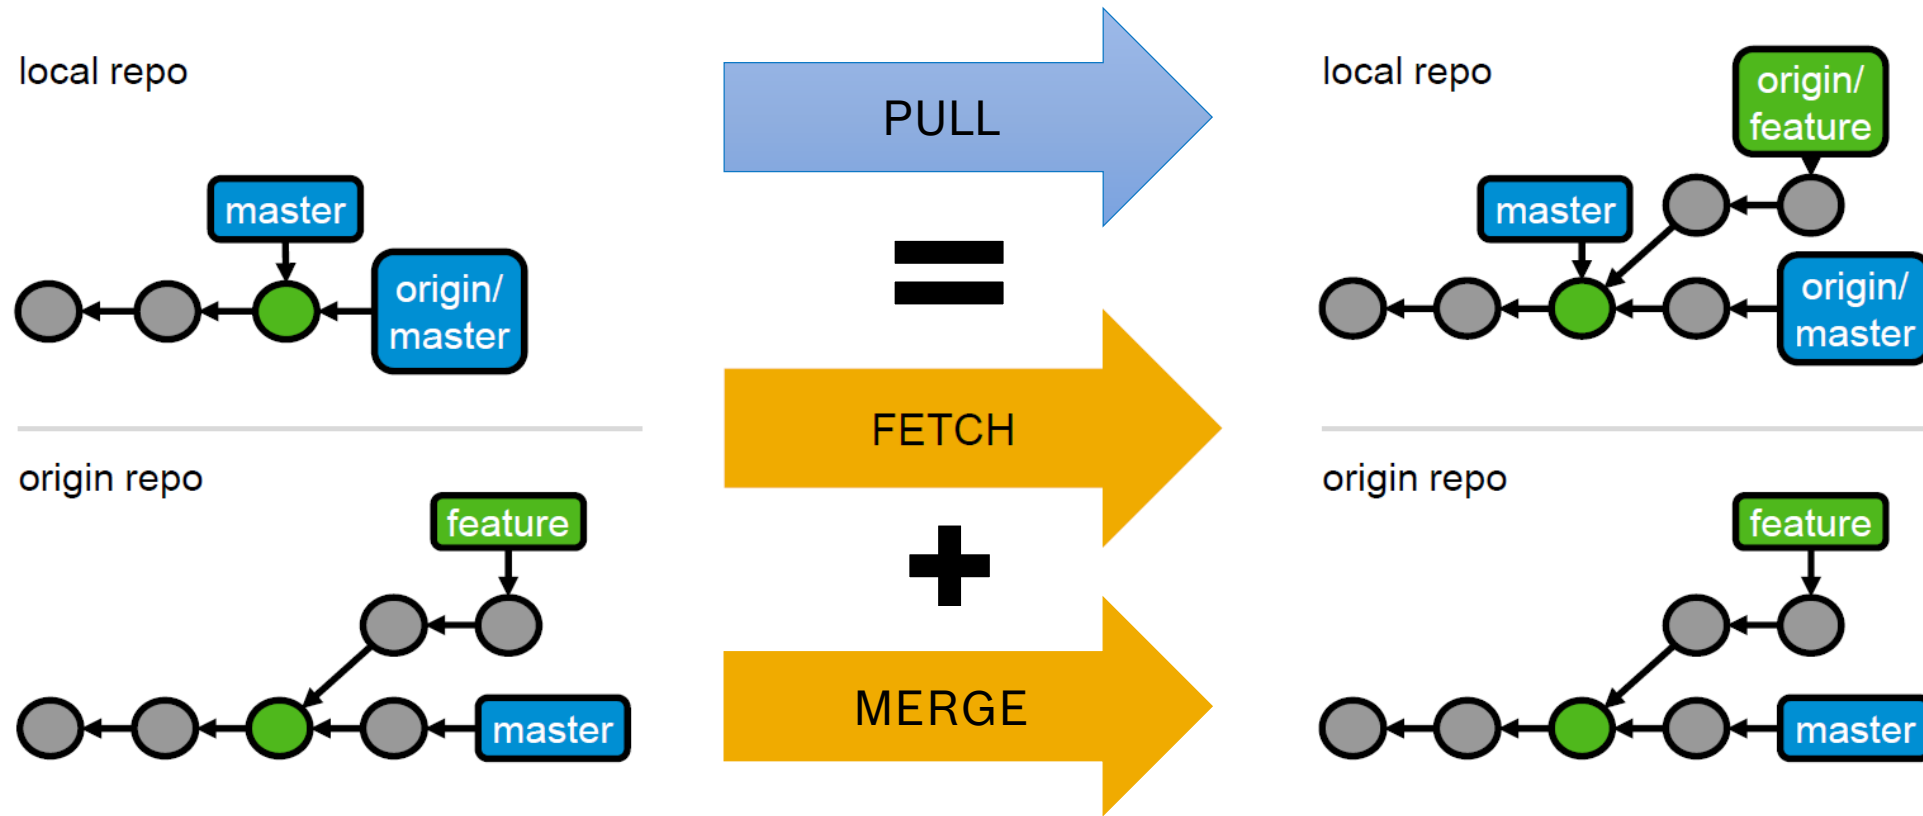 local repo
master
origin/
master
origin repo
feature
master
PULL
=
FETCH
+
MERGE
local repo
origin/
feature
master
origin/
master
origin repo
feature
master